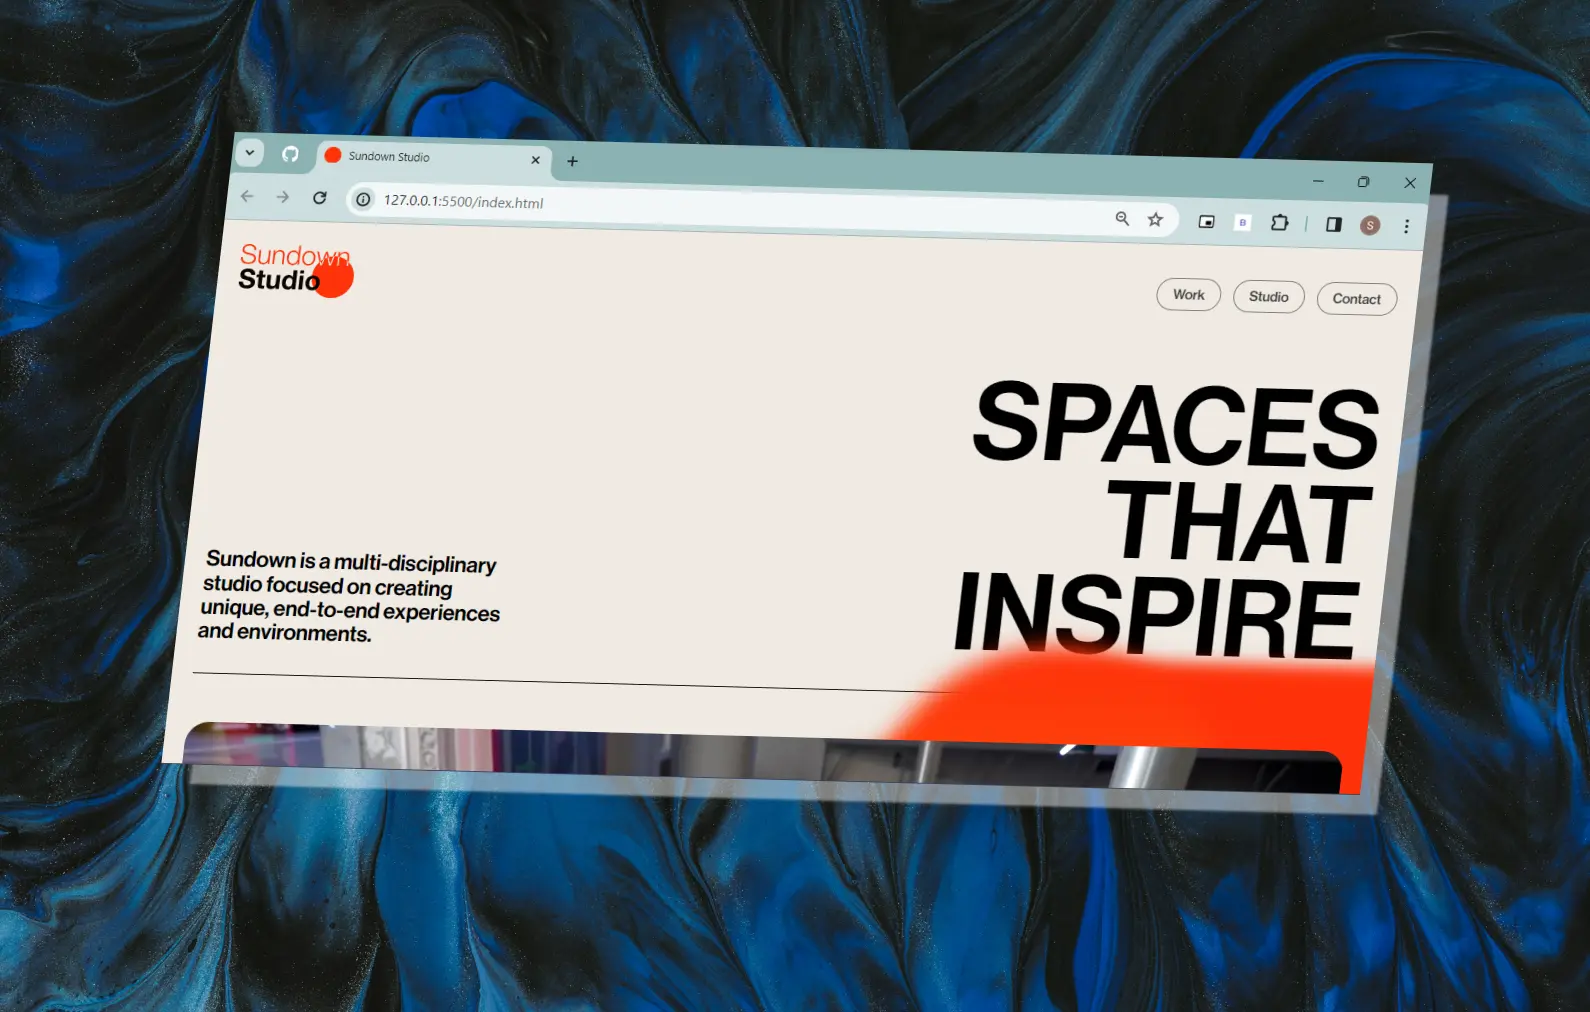 Sundown Studio
127.0.0.1:5500/index.html
B
S
Sundown
Studio
Work
Studio
Contact
SPACES
THAT
INSPIRE
Sundown is a multi-disciplinary
studio focused on creating
unique, end-to-end experiences
and environments.